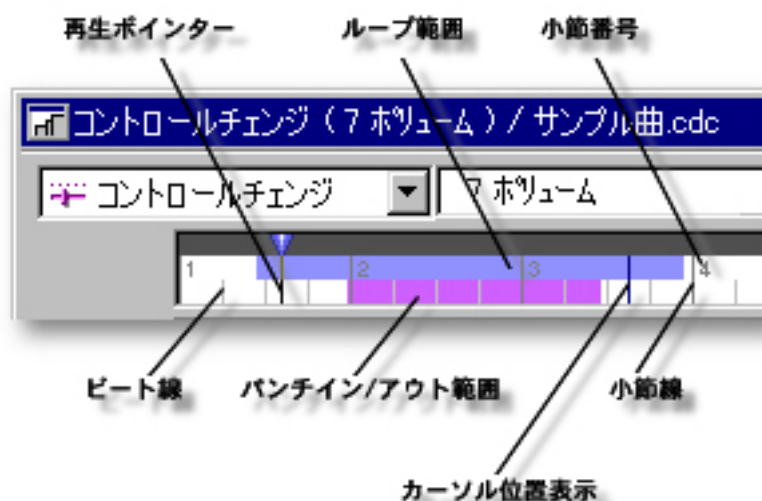 再生ポインター ループ範囲 小節番号
コントロールチェンジ（7 ボリューム）/ サンプル曲.cdc
コントロールチェンジ 7 ボリューム
1 2 3 4
ビート線 パンチイン/アウト範囲 小節線
カーソル位置表示